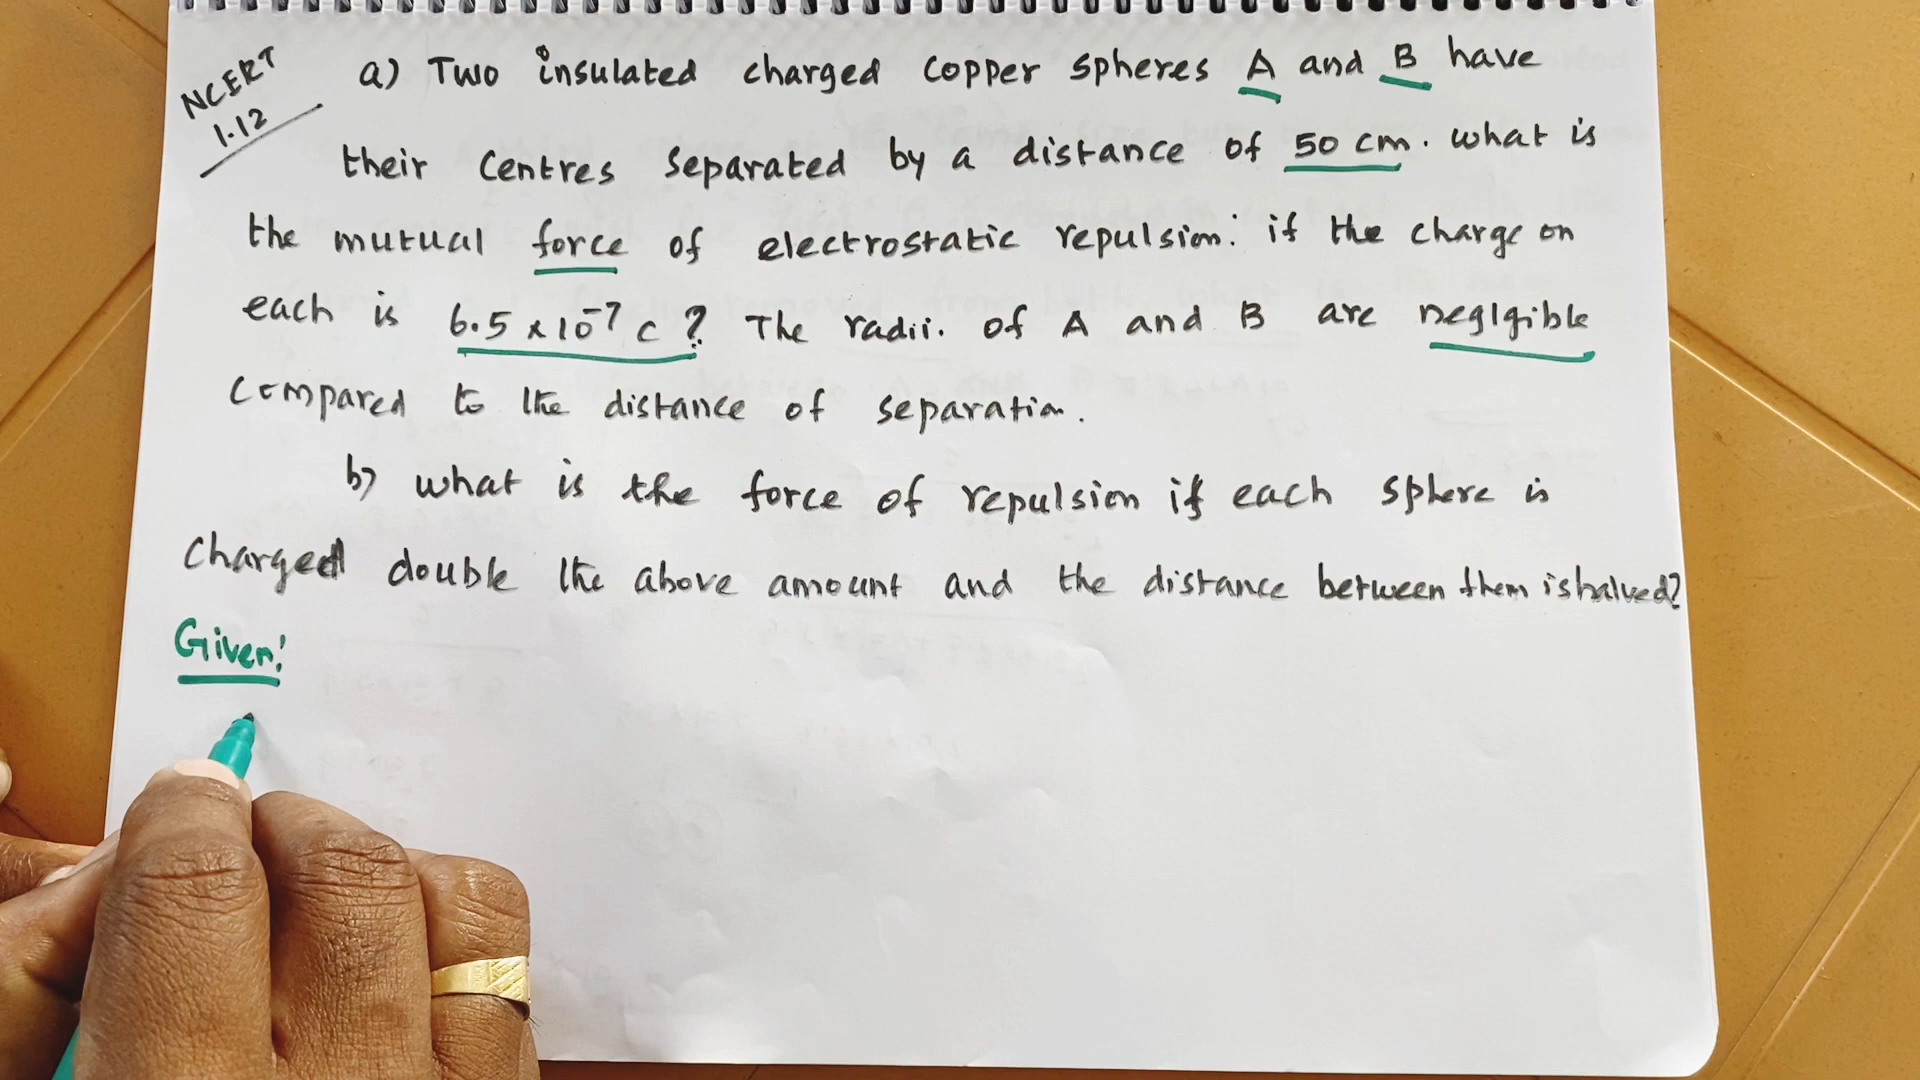 NCERT
1.12
a) Two insulated charged copper spheres A and B have
their centres separated by a distance of 50 cm. what is
the mutual force of electrostatic repulsion: if the charge on
each is 6.5 x 10⁻⁷ c ? The radii. of A and B are neglgible
compared to the distance of separation.
b) what is the force of repulsion if each sphere is
charged double the above amount and the distance between them is halved?
Given: